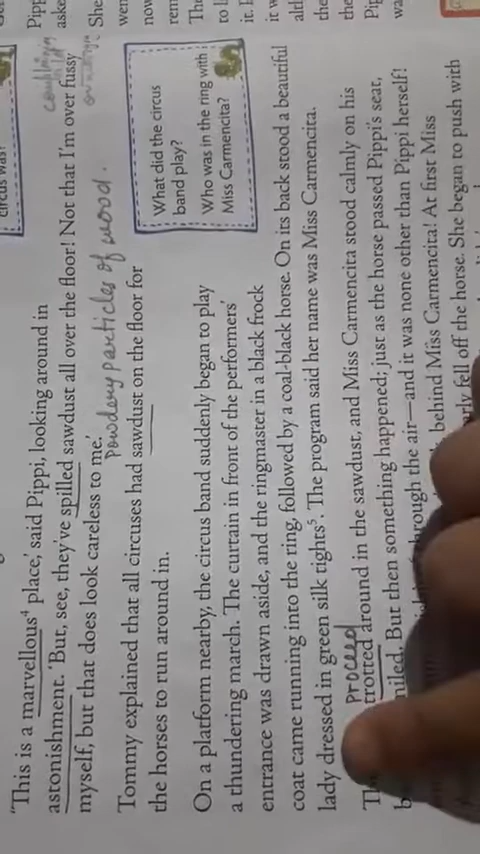 'This is a marvellous⁴ place,' said Pippi, looking around in
astonishment. 'But, see, they've spilled sawdust all over the floor! Not that I'm over fussy
myself, but that does look careless to me.'
Powdery particles of wood.
Tommy explained that all circuses had sawdust on the floor for
the horses to run around in.
What did the circus
band play?
Who was in the ring with
Miss Carmencita?
On a platform nearby, the circus band suddenly began to play
a thundering march. The curtain in front of the performers'
entrance was drawn aside, and the ringmaster in a black frock
coat came running into the ring, followed by a coal-black horse. On its back stood a beautiful
lady dressed in green silk tights⁵. The program said her name was Miss Carmencita.
proceed
trotted around in the sawdust, and Miss Carmencita stood calmly on his
But then something happened; just as the horse passed Pippi's seat,
through the air—and it was none other than Pippi herself!
behind Miss Carmencita! At first Miss
fell off the horse. She began to push with